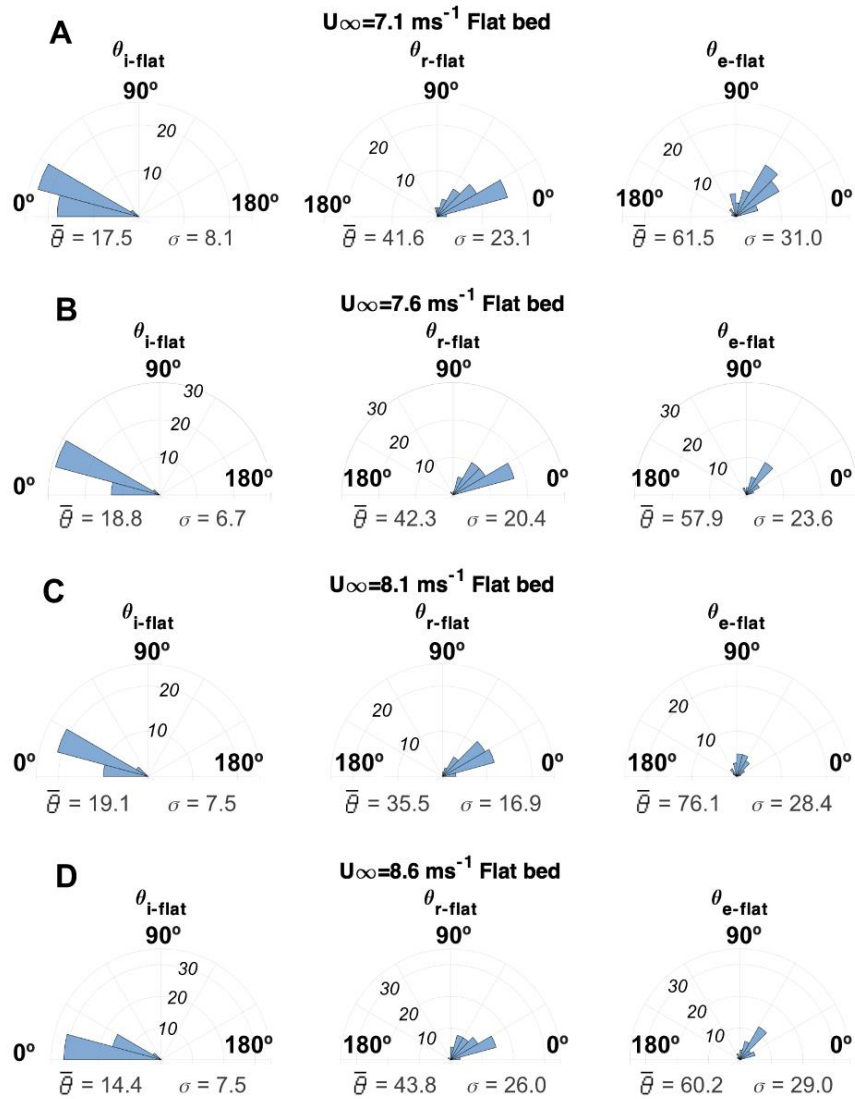 A
U∞=7.1 ms⁻¹ Flat bed
θi-flat θr-flat θe-flat
90º 90º 90º
20 20 20
10 10 10
0º 180º 180º 0º 180º 0º
θ̅ = 17.5 σ = 8.1 θ̅ = 41.6 σ = 23.1 θ̅ = 61.5 σ = 31.0
B
U∞=7.6 ms⁻¹ Flat bed
θi-flat θr-flat θe-flat
90º 90º 90º
30 30 30
20 20 20
10 10 10
0º 180º 180º 0º 180º 0º
θ̅ = 18.8 σ = 6.7 θ̅ = 42.3 σ = 20.4 θ̅ = 57.9 σ = 23.6
C
U∞=8.1 ms⁻¹ Flat bed
θi-flat θr-flat θe-flat
90º 90º 90º
20 20 20
10 10 10
0º 180º 180º 0º 180º 0º
θ̅ = 19.1 σ = 7.5 θ̅ = 35.5 σ = 16.9 θ̅ = 76.1 σ = 28.4
D
U∞=8.6 ms⁻¹ Flat bed
θi-flat θr-flat θe-flat
90º 90º 90º
30 30 30
20 20 20
10 10 10
0º 180º 180º 0º 180º 0º
θ̅ = 14.4 σ = 7.5 θ̅ = 43.8 σ = 26.0 θ̅ = 60.2 σ = 29.0